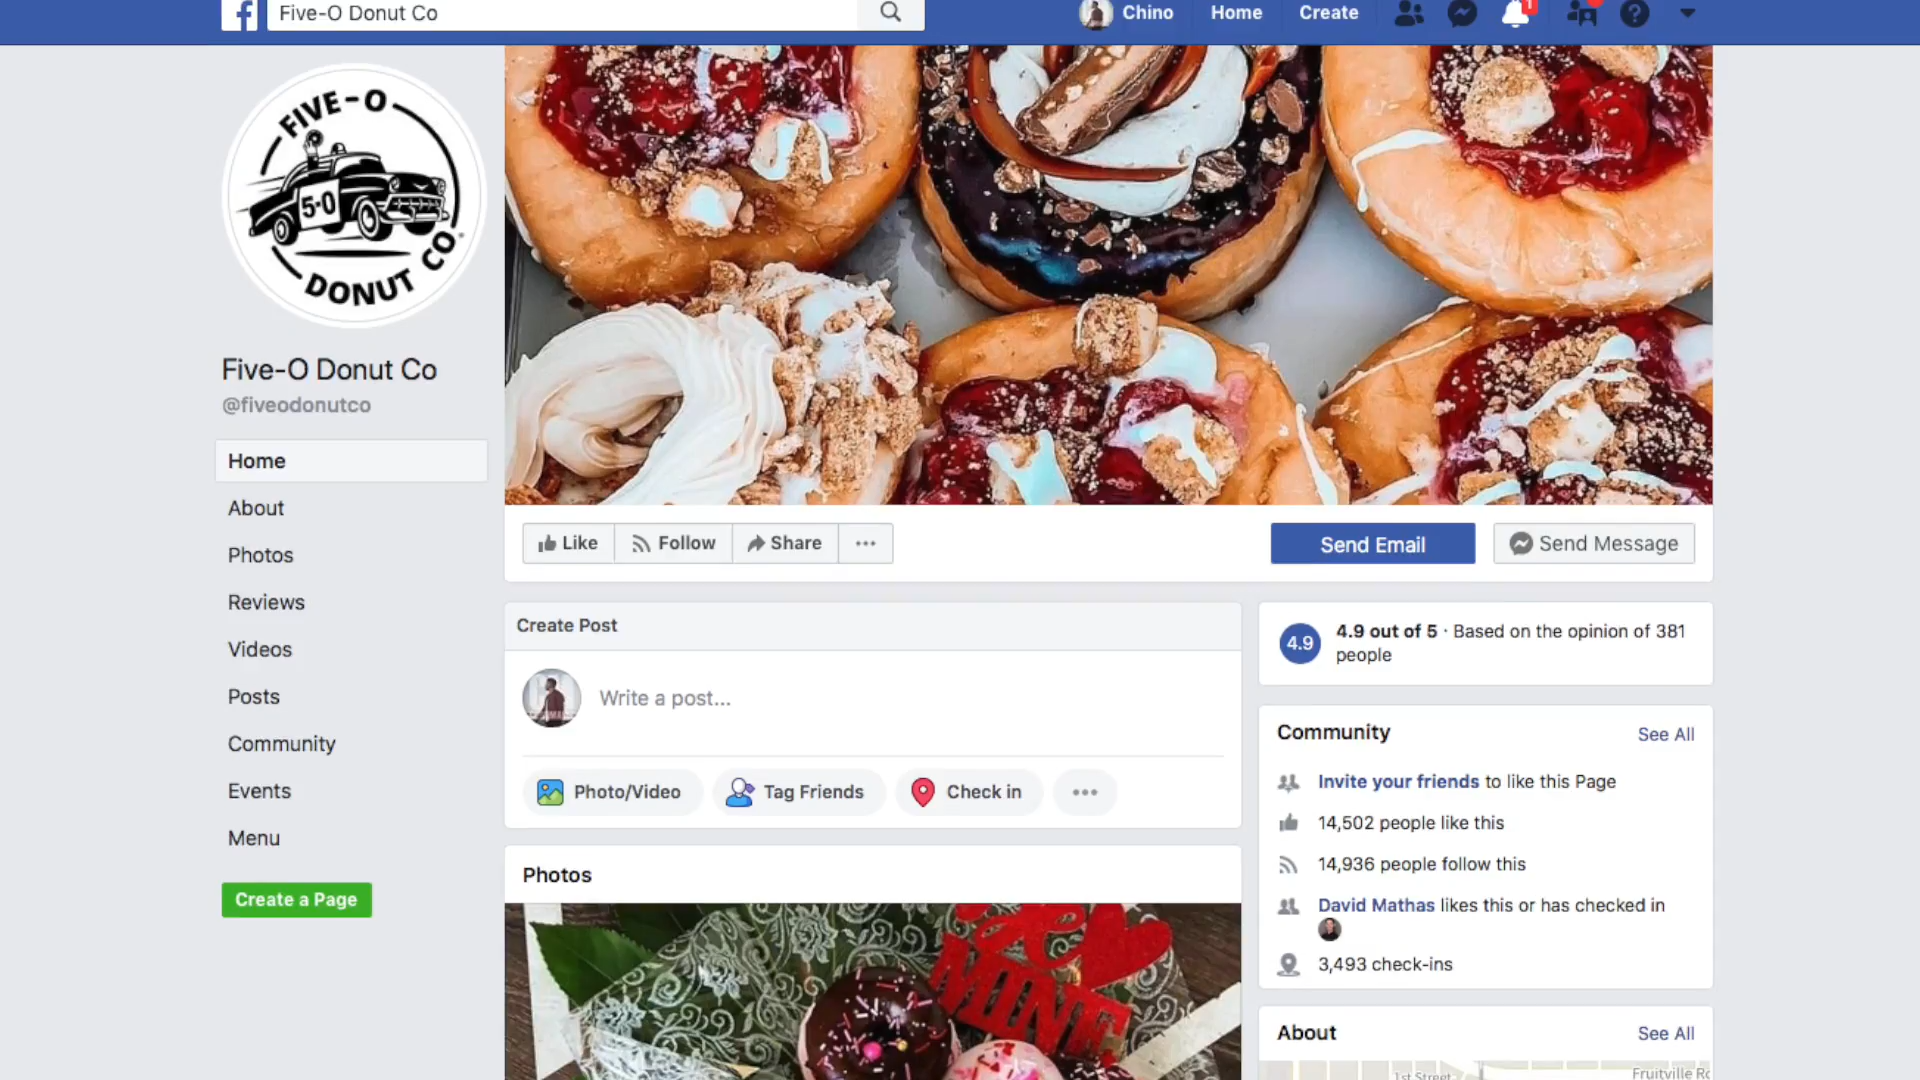 Five-O Donut Co
Chino
Home
Create
1
FIVE-O
5-0
DONUT CO
Five-O Donut Co
@fiveodonutco
Home
About
Photos
Reviews
Videos
Posts
Community
Events
Menu
Create a Page
Like
Follow
Share
Send Email
Send Message
Create Post
Write a post...
Photo/Video
Tag Friends
Check in
Photos
MINE
4.9
4.9 out of 5 · Based on the opinion of 381
people
Community
See All
Invite your friends to like this Page
14,502 people like this
14,936 people follow this
David Mathas likes this or has checked in
3,493 check-ins
About
See All
1st Street
Fruitville